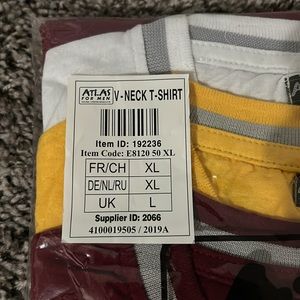 ATLAS
FOR MEN
V-NECK T-SHIRT
Item ID: 192236
Item Code: E8120 50 XL
FR/CH XL
DE/NL/RU XL
UK L
Supplier ID: 2066
4100019505 / 2019A